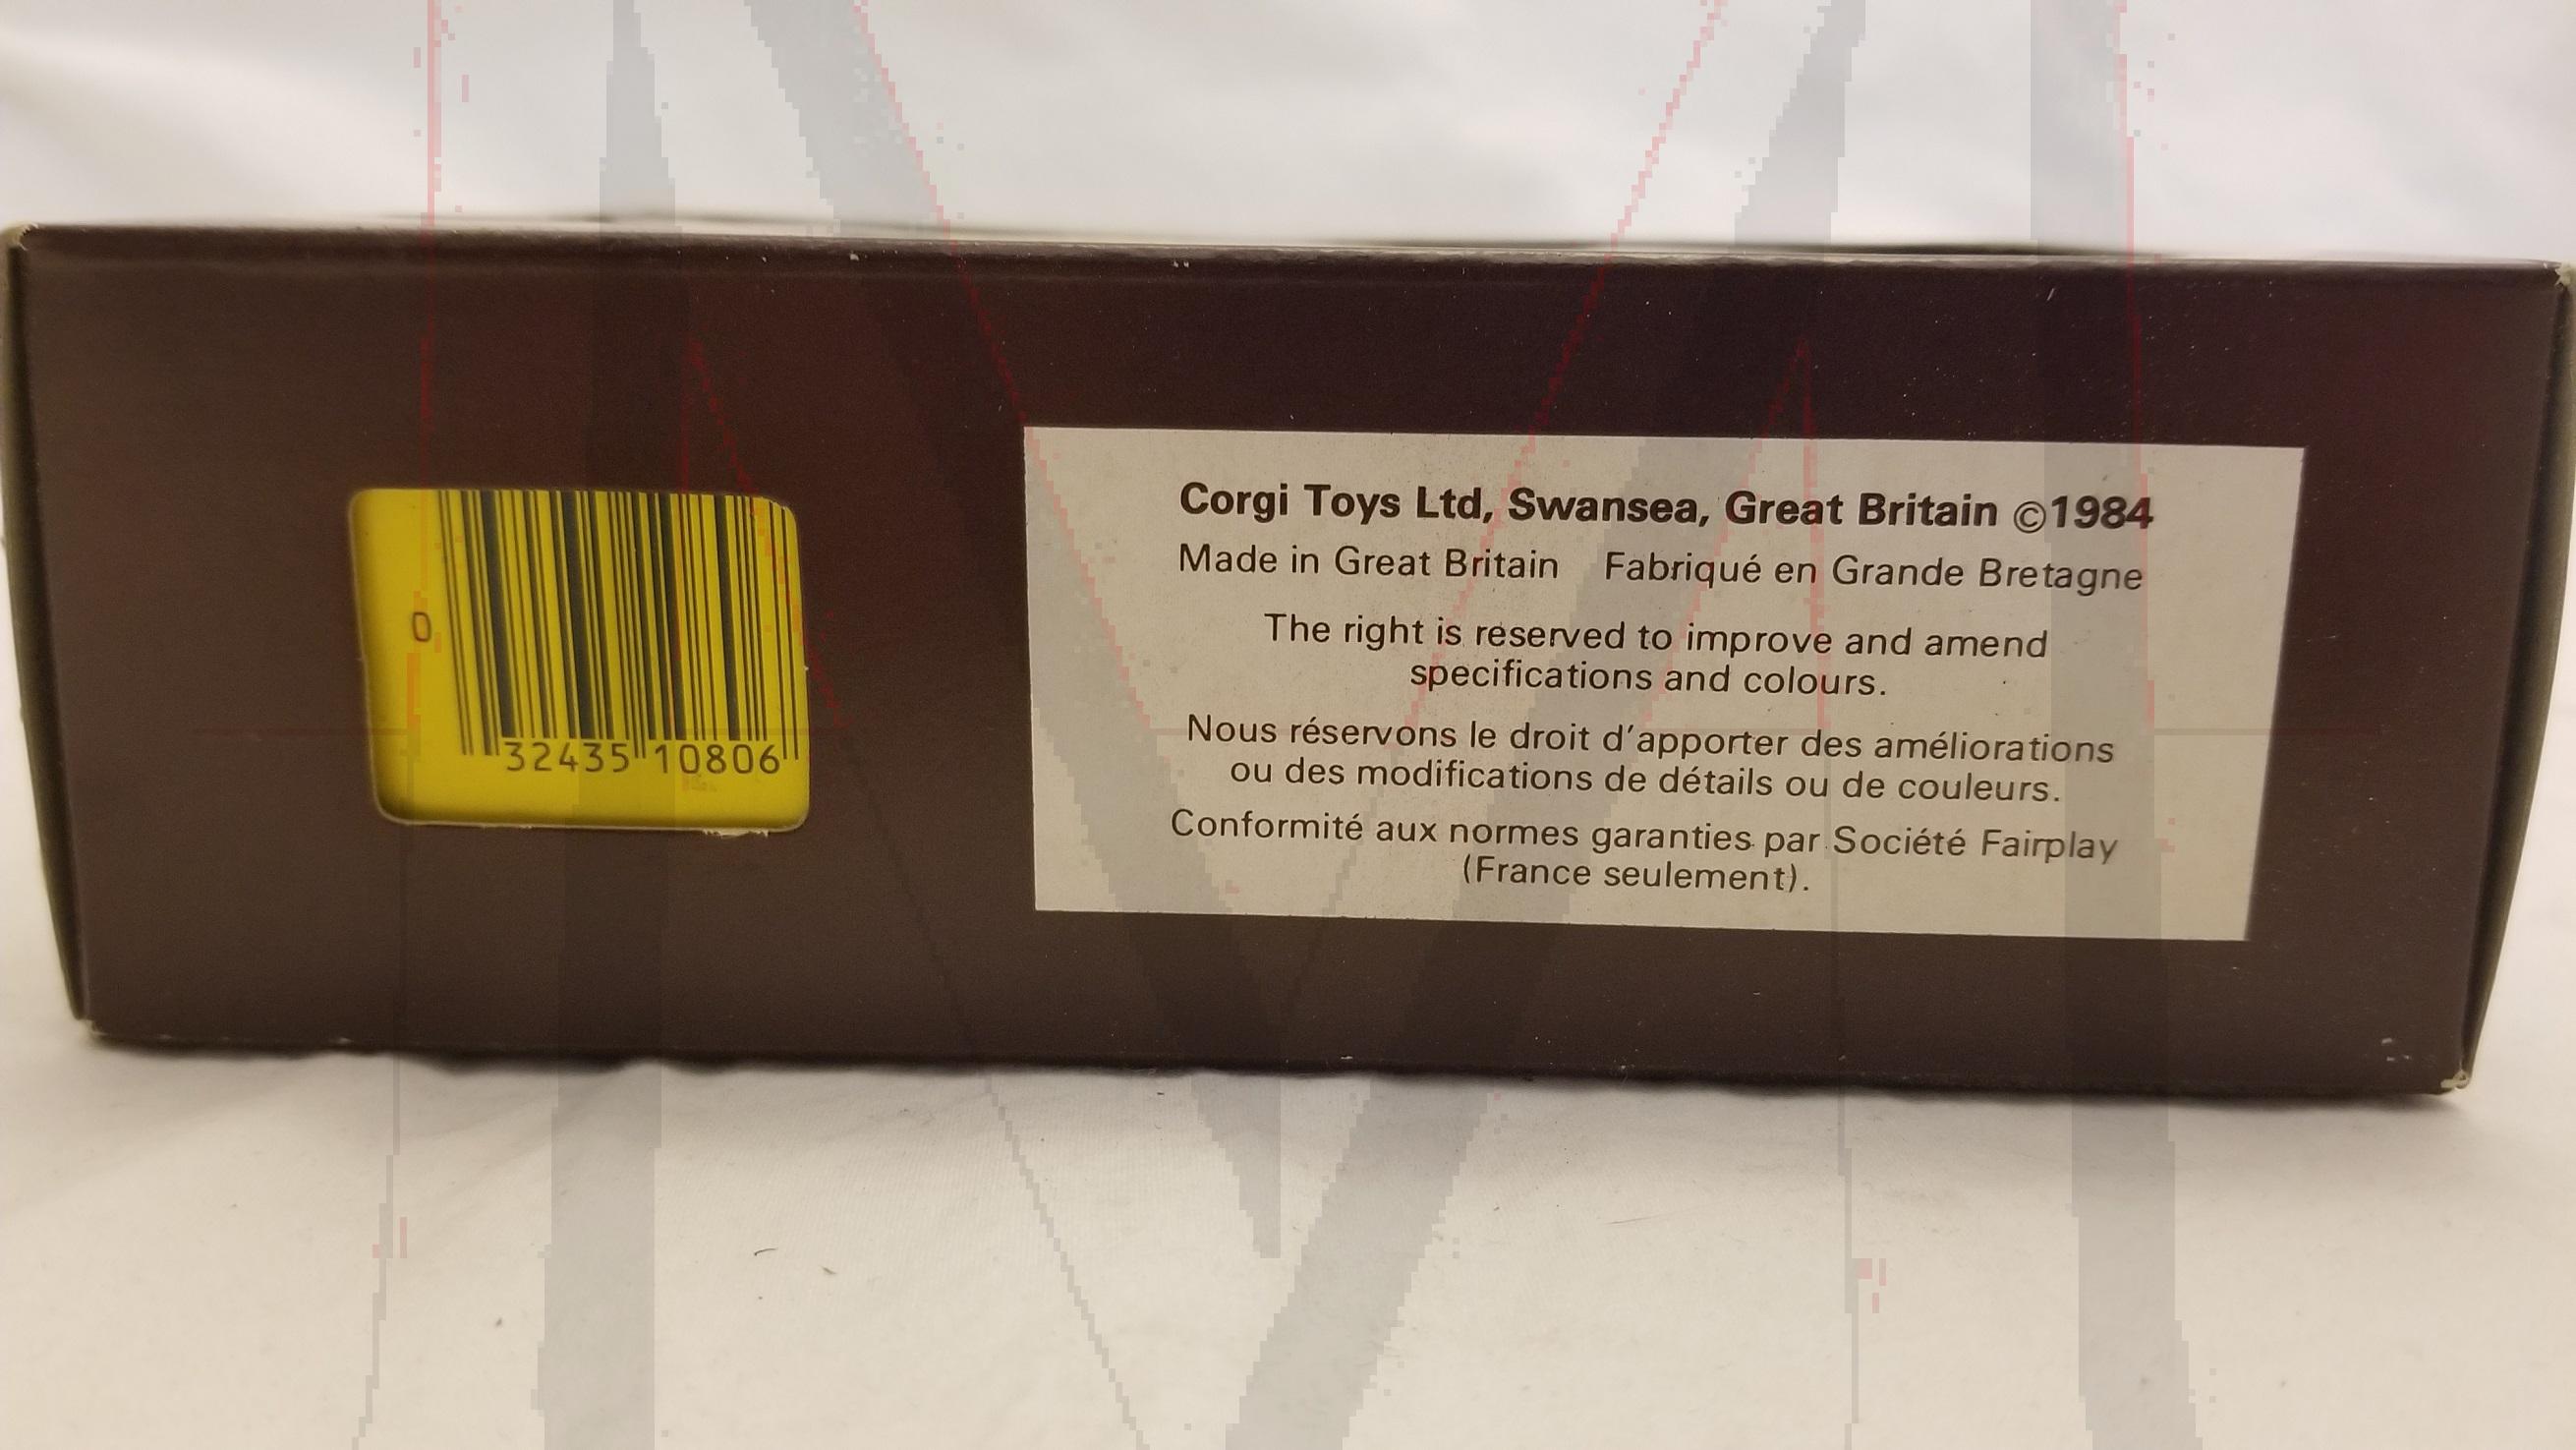 0
32435 10806
Corgi Toys Ltd, Swansea, Great Britain ©1984
Made in Great Britain Fabriqué en Grande Bretagne
The right is reserved to improve and amend
specifications and colours.
Nous réservons le droit d'apporter des améliorations
ou des modifications de détails ou de couleurs.
Conformité aux normes garanties par Société Fairplay
(France seulement).